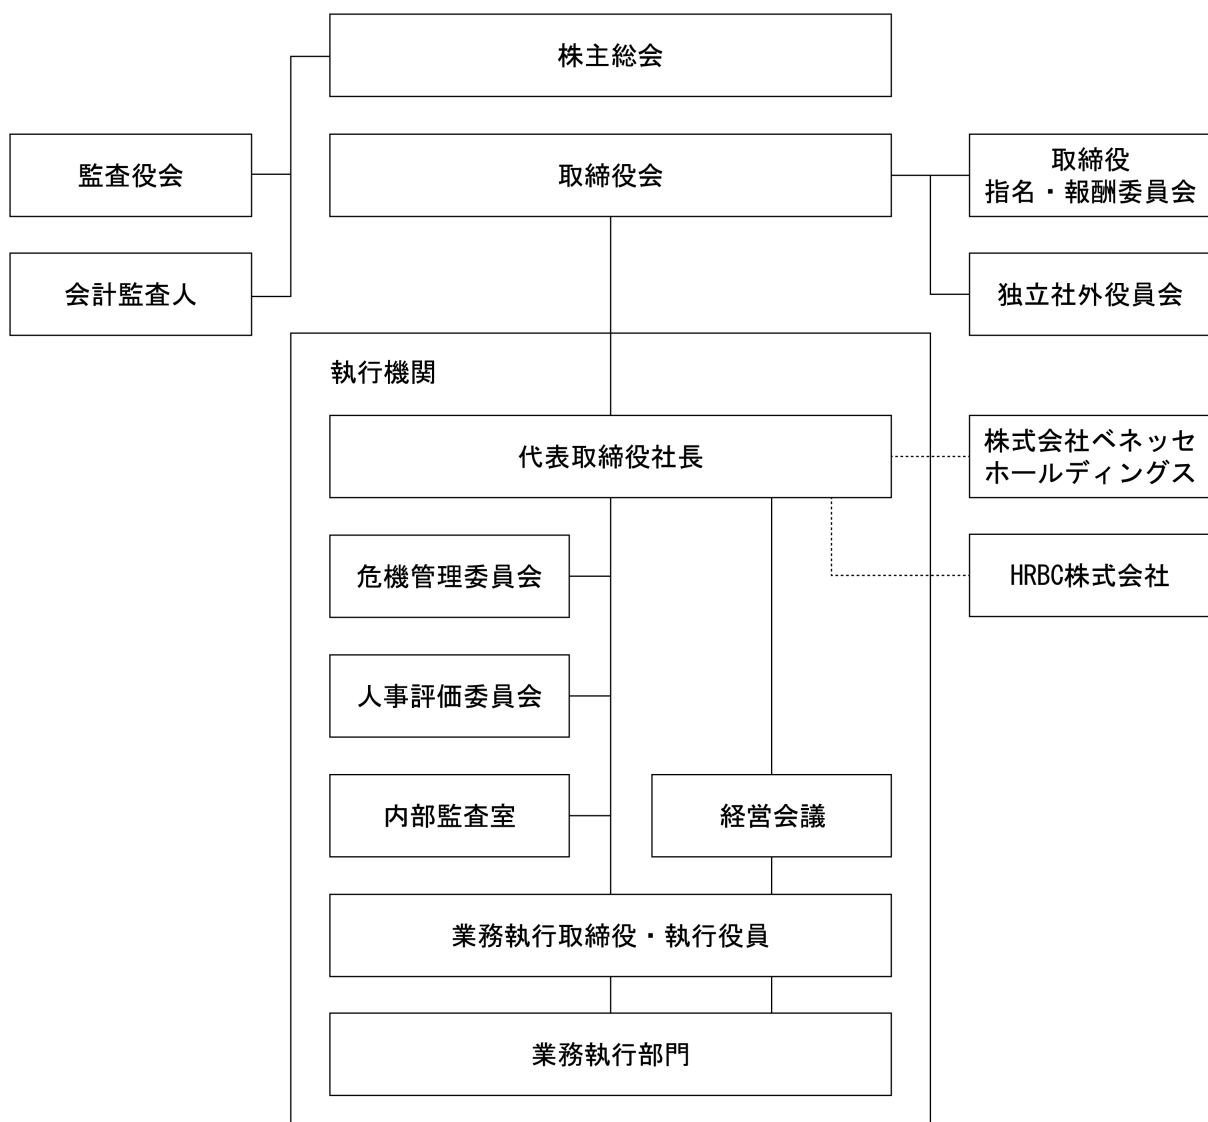 株主総会
監査役会
取締役会
取締役
指名・報酬委員会
会計監査人
独立社外役員会
執行機関
代表取締役社長
株式会社ベネッセ
ホールディングス
危機管理委員会
HRBC株式会社
人事評価委員会
内部監査室
経営会議
業務執行取締役・執行役員
業務執行部門